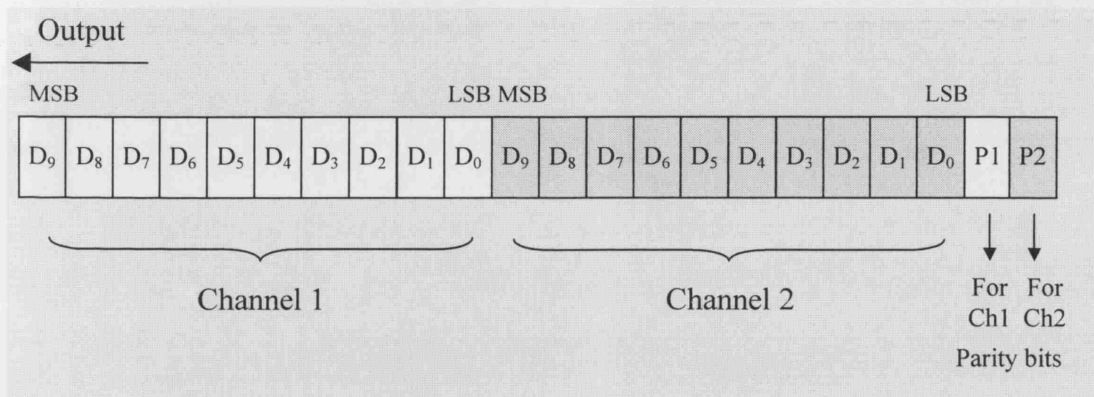 Output
MSB LSB MSB LSB
D₉ D₈ D₇ D₆ D₅ D₄ D₃ D₂ D₁ D₀ D₉ D₈ D₇ D₆ D₅ D₄ D₃ D₂ D₁ D₀ P1 P2
Channel 1 Channel 2
For For
Ch1 Ch2
Parity bits